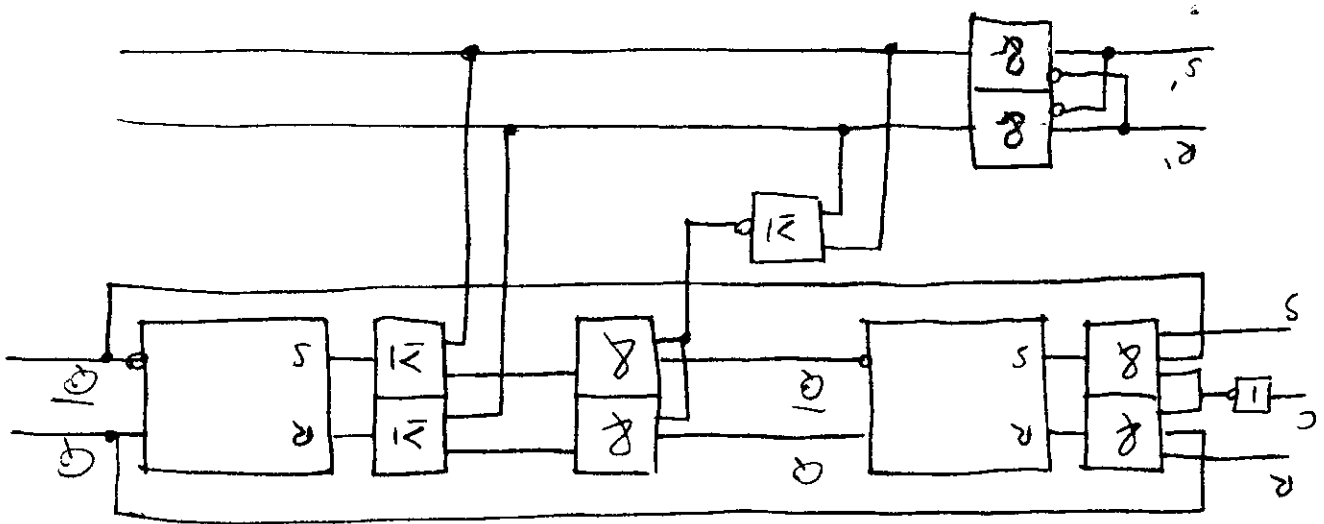 R Q Q
& R & ≥1 R
C 1 Q̅ Q̅
& S & ≥1 S
S
≥1
R'
&
S'
&